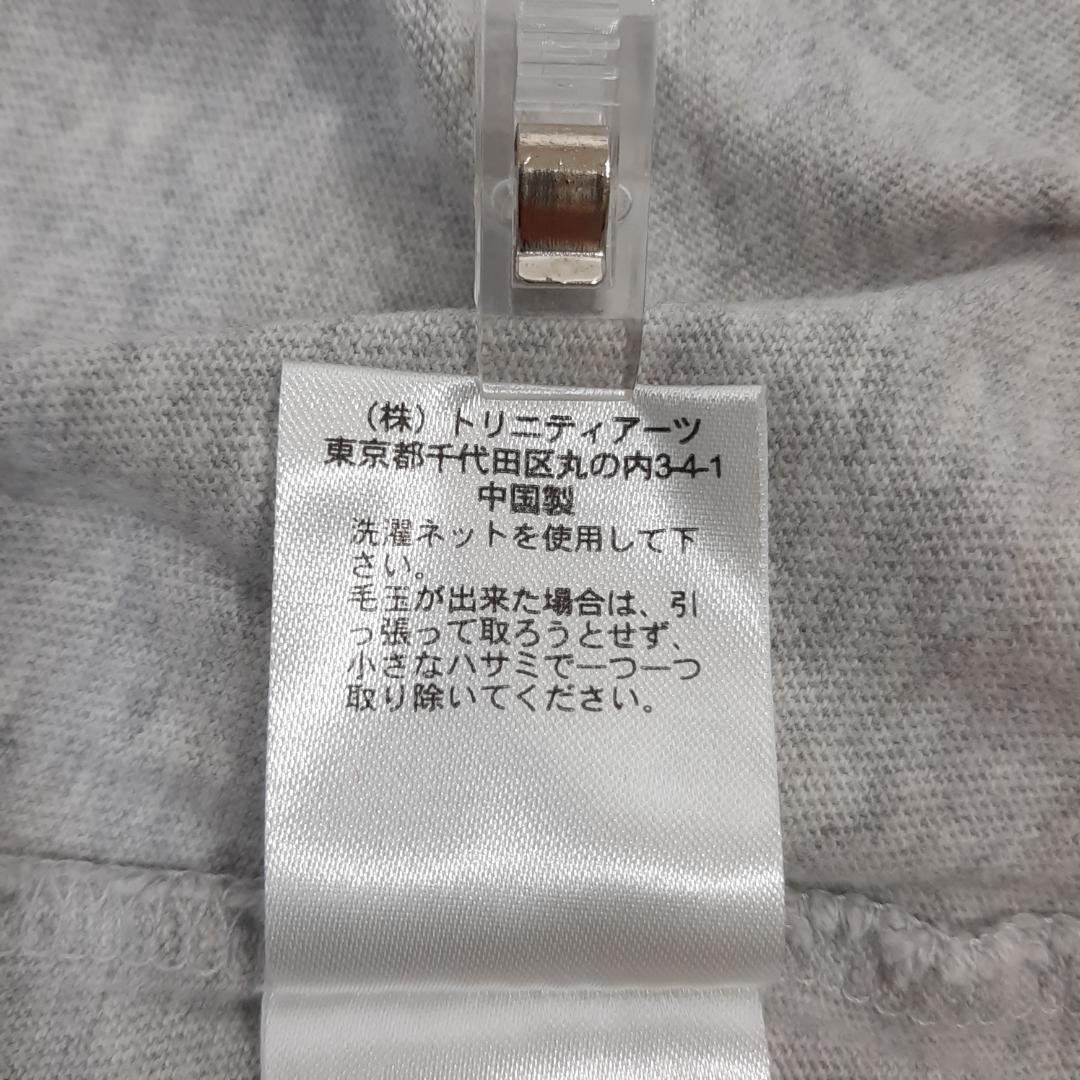 （株）トリニティアーツ
東京都千代田区丸の内3-4-1
中国製
洗濯ネットを使用して下
さい。
毛玉が出来た場合は、引
っ張って取ろうとせず、
小さなハサミで一つ一つ
取り除いてください。